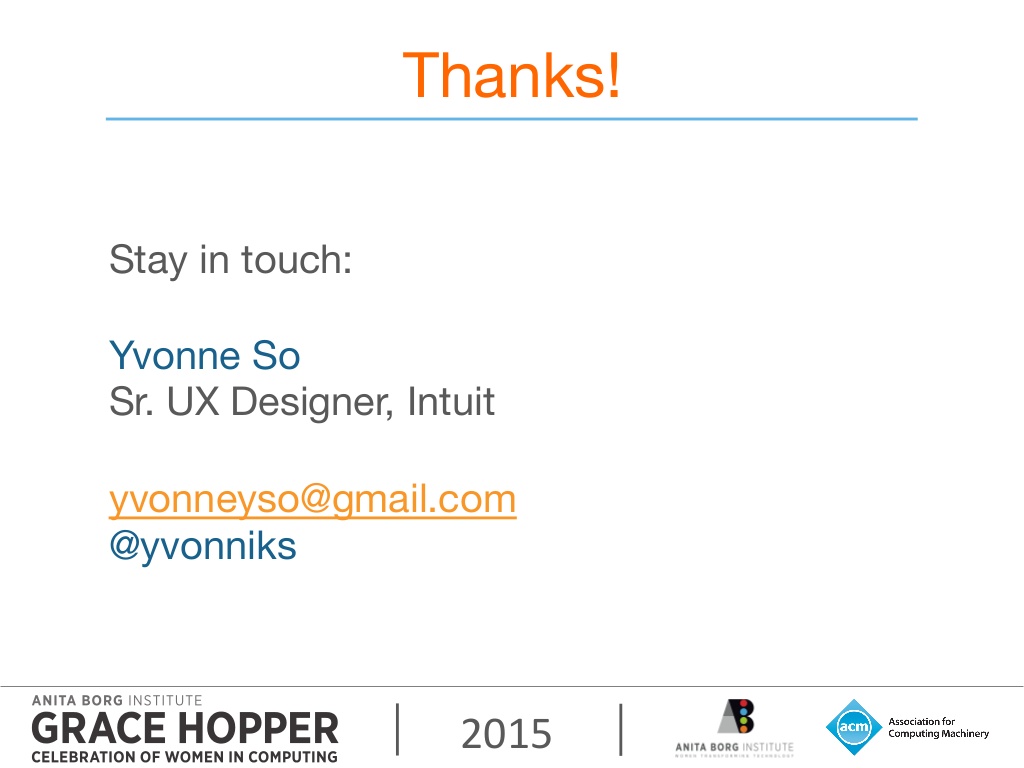 Thanks!
Stay in touch:
Yvonne So
Sr. UX Designer, Intuit
yvonneyso@gmail.com
@yvonniks
ANITA BORG INSTITUTE
GRACE HOPPER
CELEBRATION OF WOMEN IN COMPUTING
2015
AB
ANITA BORG INSTITUTE
WOMEN TRANSFORMING TECHNOLOGY
acm
Association for
Computing Machinery